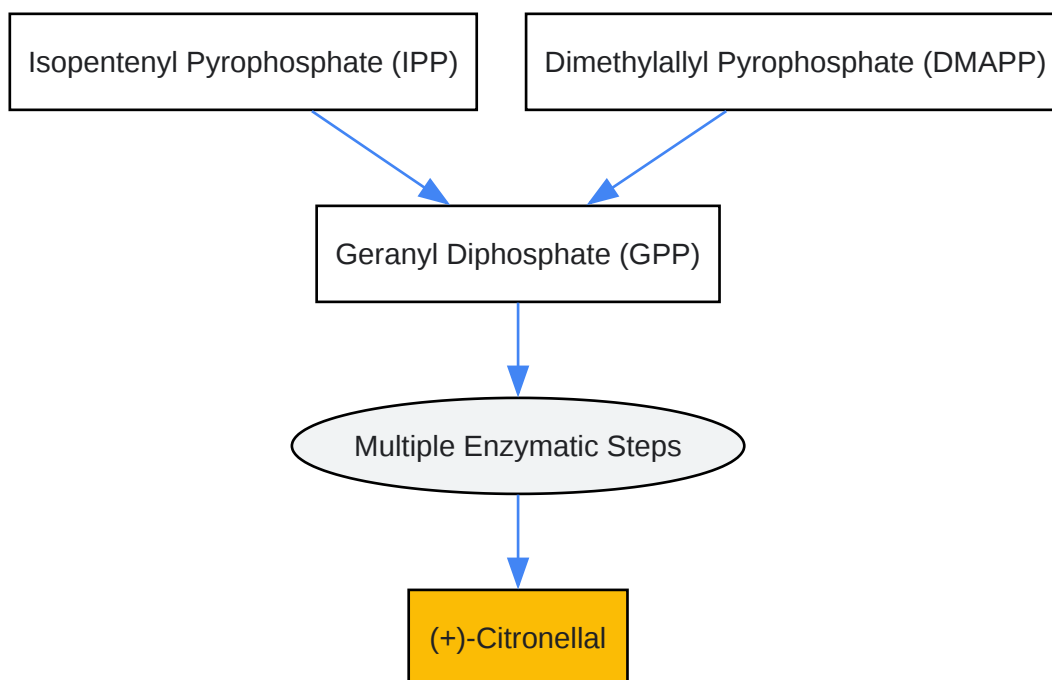 Isopentenyl Pyrophosphate (IPP)
Dimethylallyl Pyrophosphate (DMAPP)
Geranyl Diphosphate (GPP)
Multiple Enzymatic Steps
(+)-Citronellal